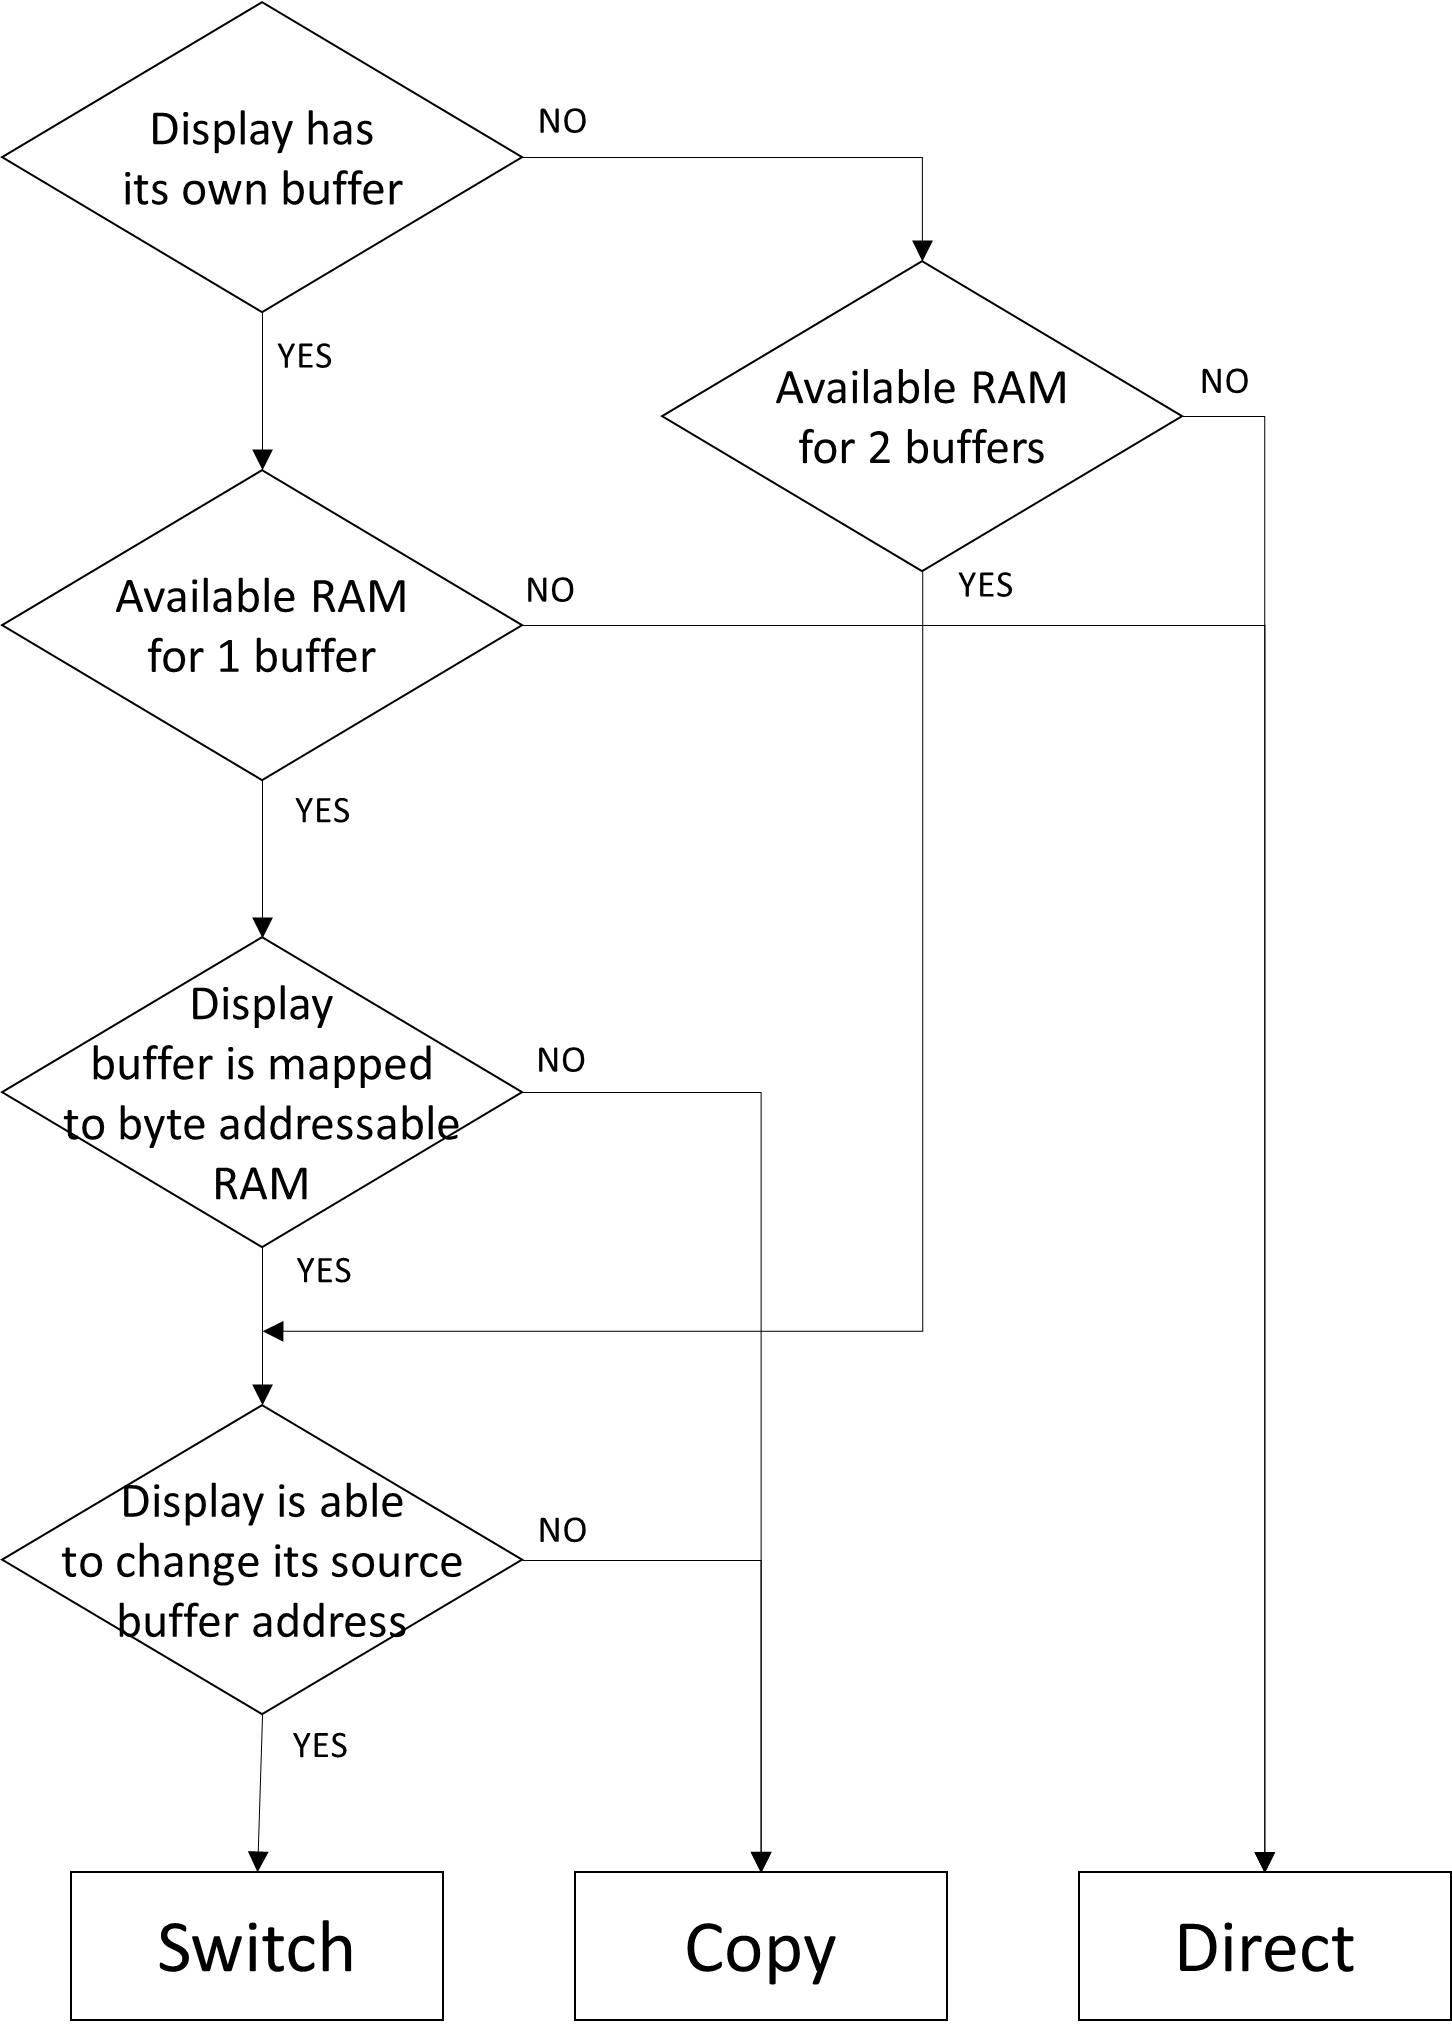 Display has
its own buffer
NO
YES
Available RAM
for 2 buffers
NO
YES
Available RAM
for 1 buffer
NO
YES
Display
buffer is mapped
to byte addressable
RAM
NO
YES
Display is able
to change its source
buffer address
NO
YES
Switch
Copy
Direct